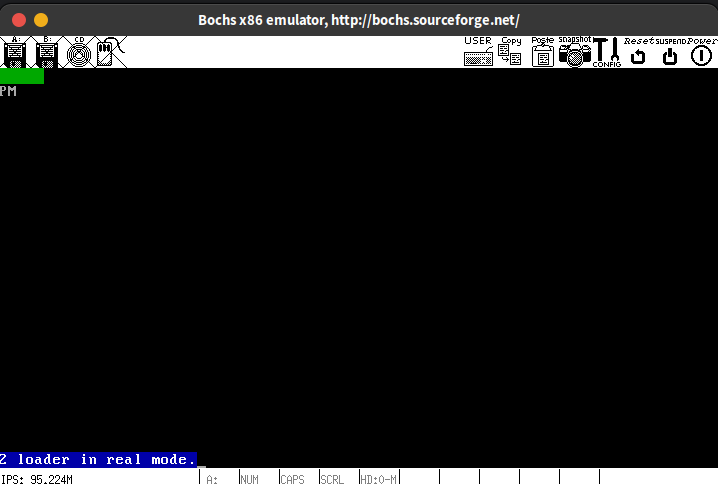 Bochs x86 emulator, http://bochs.sourceforge.net/
A: B: CD USER Copy Paste snapshot CONFIG Reset SUSPEND Power
PM
2 loader in real mode.
IPS: 95.224M A: NUM CAPS SCRL HD:0-M